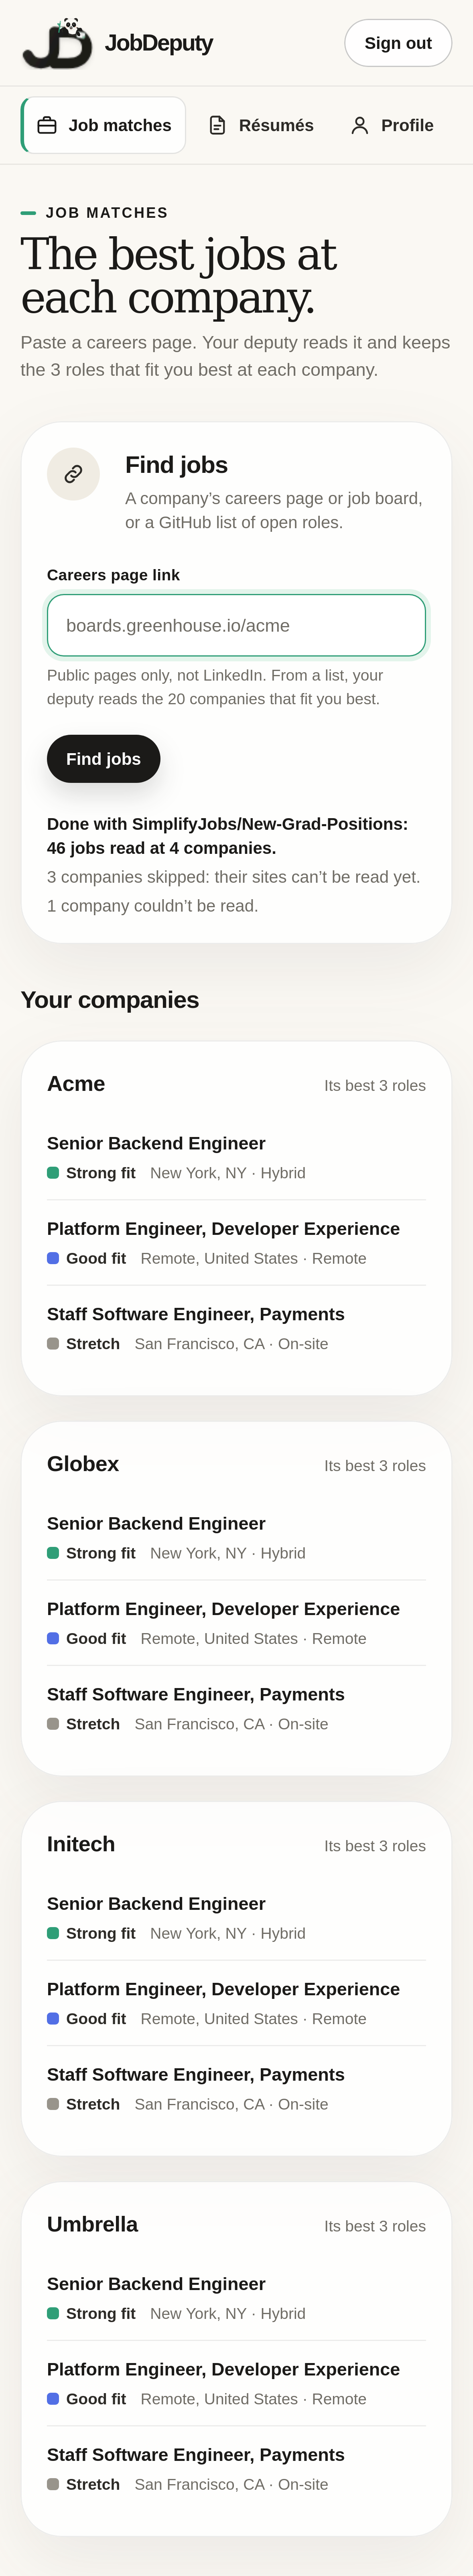 JD JobDeputy
Sign out
Job matches
Résumés
Profile
JOB MATCHES
The best jobs at
each company.
Paste a careers page. Your deputy reads it and keeps
the 3 roles that fit you best at each company.
Find jobs
A company’s careers page or job board,
or a GitHub list of open roles.
Careers page link
boards.greenhouse.io/acme
Public pages only, not LinkedIn. From a list, your
deputy reads the 20 companies that fit you best.
Find jobs
Done with SimplifyJobs/New-Grad-Positions:
46 jobs read at 4 companies.
3 companies skipped: their sites can’t be read yet.
1 company couldn’t be read.
Your companies
Acme
Its best 3 roles
Senior Backend Engineer
Strong fit New York, NY · Hybrid
Platform Engineer, Developer Experience
Good fit Remote, United States · Remote
Staff Software Engineer, Payments
Stretch San Francisco, CA · On-site
Globex
Its best 3 roles
Senior Backend Engineer
Strong fit New York, NY · Hybrid
Platform Engineer, Developer Experience
Good fit Remote, United States · Remote
Staff Software Engineer, Payments
Stretch San Francisco, CA · On-site
Initech
Its best 3 roles
Senior Backend Engineer
Strong fit New York, NY · Hybrid
Platform Engineer, Developer Experience
Good fit Remote, United States · Remote
Staff Software Engineer, Payments
Stretch San Francisco, CA · On-site
Umbrella
Its best 3 roles
Senior Backend Engineer
Strong fit New York, NY · Hybrid
Platform Engineer, Developer Experience
Good fit Remote, United States · Remote
Staff Software Engineer, Payments
Stretch San Francisco, CA · On-site